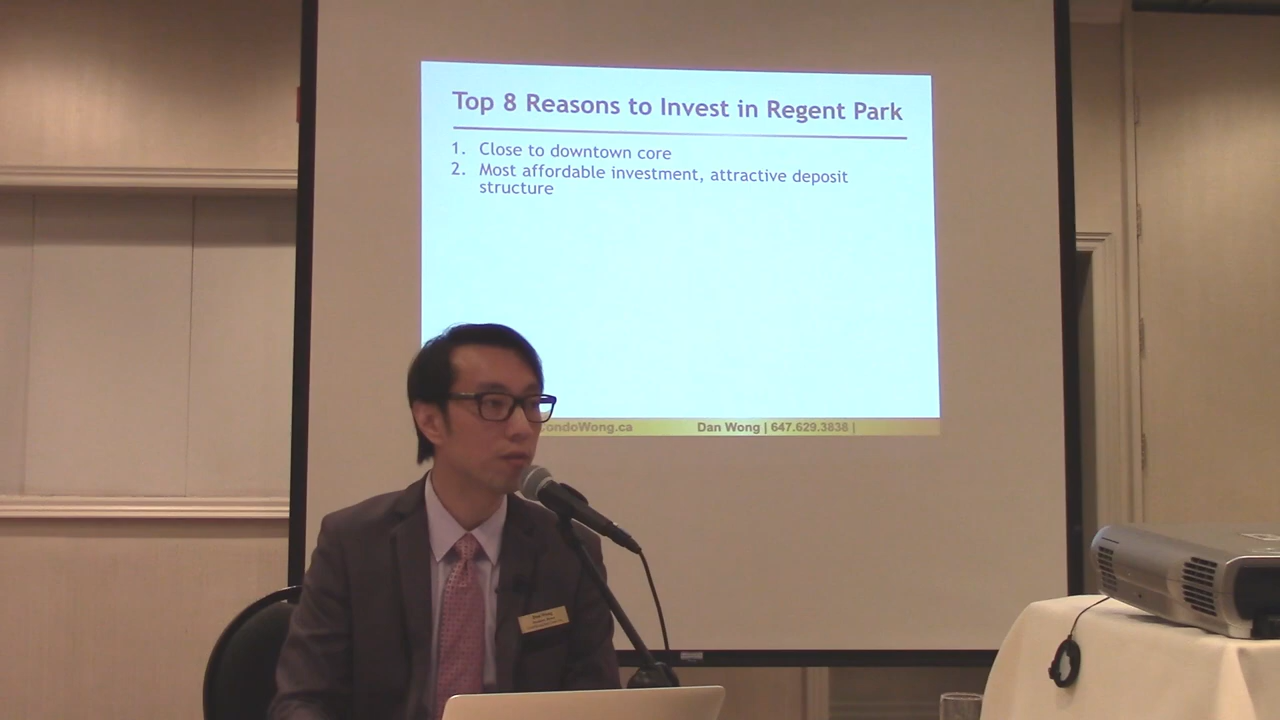 Top 8 Reasons to Invest in Regent Park
1. Close to downtown core
2. Most affordable investment, attractive deposit
structure
ondoWong.ca Dan Wong | 647.629.3838 |